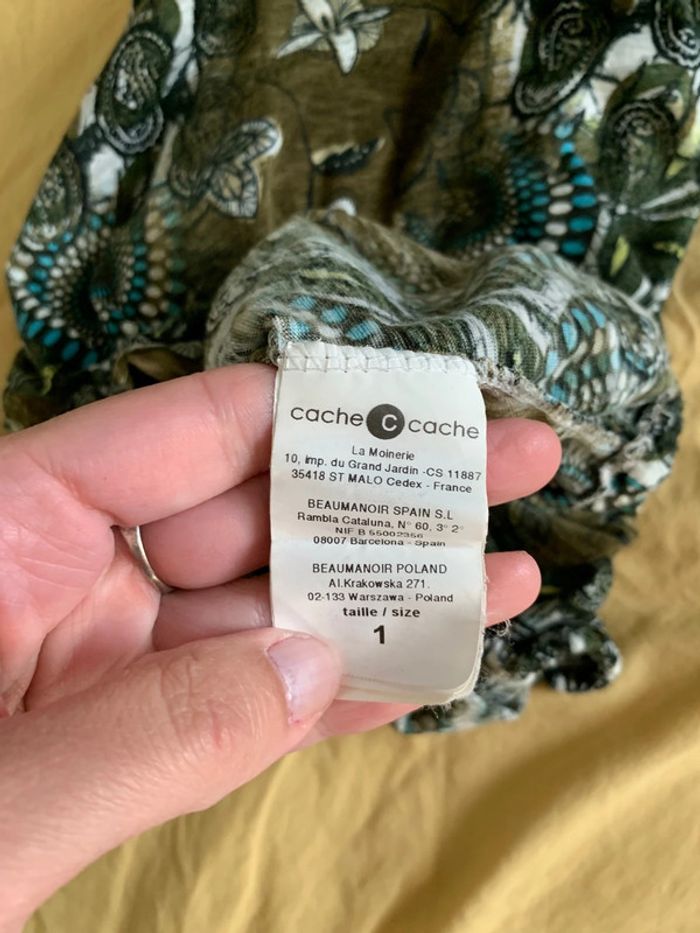 cache C cache
La Moinerie
10, imp. du Grand Jardin -CS 11887
35418 ST MALO Cedex - France
BEAUMANOIR SPAIN S.L
Rambla Cataluna, N° 60, 3° 2°
NIF B 55002356
08007 Barcelona - Spain
BEAUMANOIR POLAND
Al.Krakowska 271.
02-133 Warszawa - Poland
taille / size
1